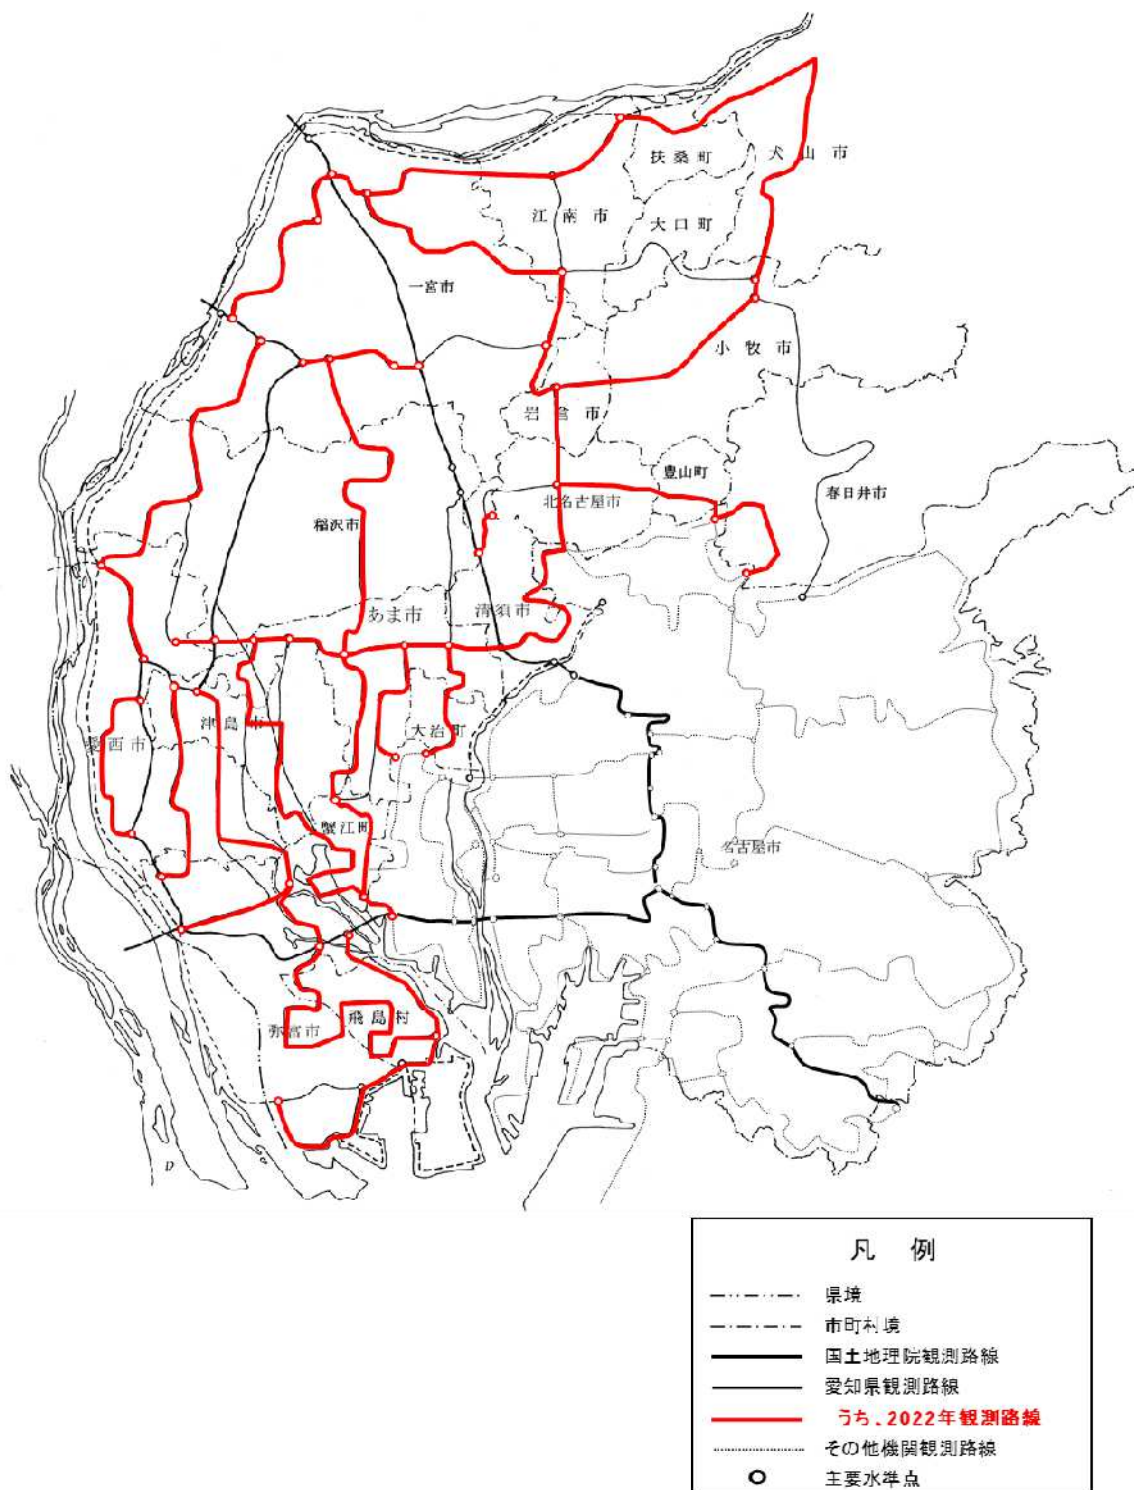 扶桑町
犬山市
江南市
大口町
一宮市
小牧市
岩倉市
豊山町
北名古屋市
春日井市
稲沢市
あま市
清須市
津島市
大治町
愛西市
蟹江町
名古屋市
弥富市
飛島村
D
凡 例
県境
市町村境
国土地理院観測路線
愛知県観測路線
うち、2022年観測路線
その他機関観測路線
主要水準点